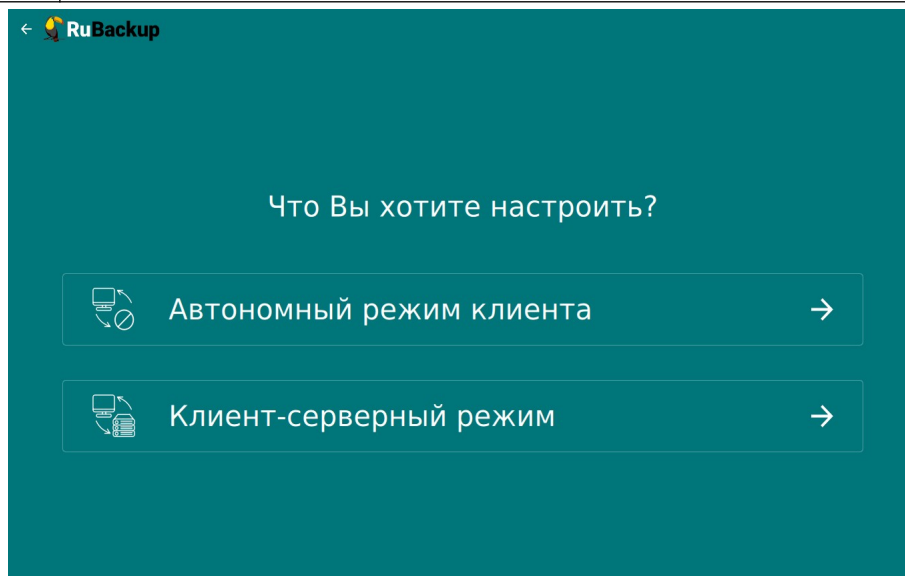 RuBackup
Что Вы хотите настроить?
Автономный режим клиента
Клиент-серверный режим